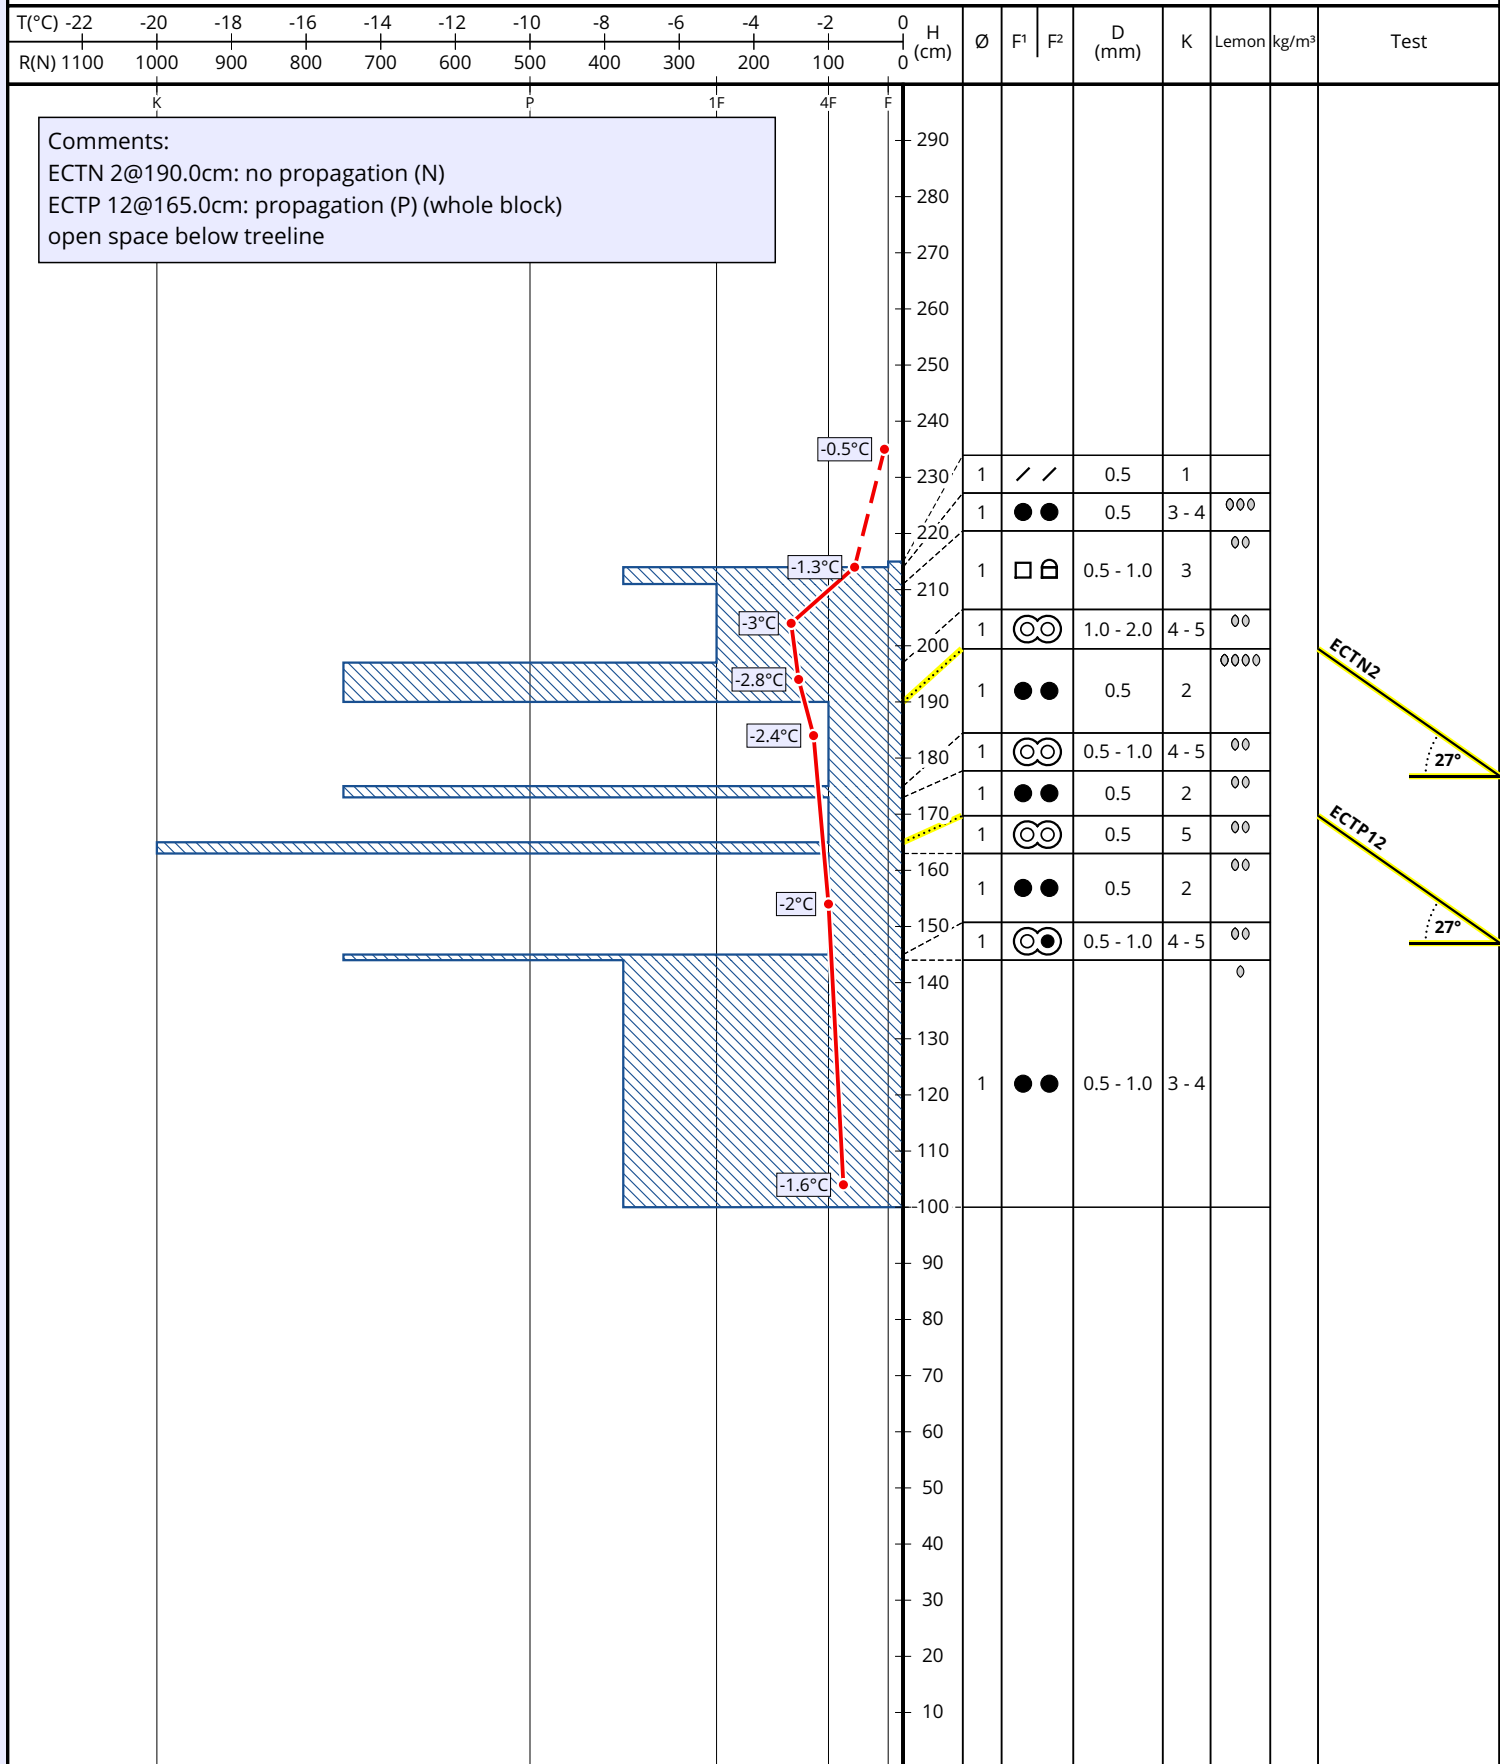 T(°C) -22 -20 -18 -16 -14 -12 -10 -8 -6 -4 -2 0
R(N) 1100 1000 900 800 700 600 500 400 300 200 100 0
H (cm) Ø F¹ F² D (mm) K Lemon kg/m³ Test
K P 1F 4F F
Comments:
ECTN 2@190.0cm: no propagation (N)
ECTP 12@165.0cm: propagation (P) (whole block)
open space below treeline
290
280
270
260
250
240
-0.5°C
230 1 0.5 1
1 0.5 3 - 4
220
-1.3°C 1 0.5 - 1.0 3
210
-3°C 1 1.0 - 2.0 4 - 5
200
ECTN2
-2.8°C 1 0.5 2
190
-2.4°C
180 1 0.5 - 1.0 4 - 5 27°
1 0.5 2
170
ECTP12
1 0.5 5
160
1 0.5 2
-2°C
150 27°
1 0.5 - 1.0 4 - 5
140
130
1 0.5 - 1.0 3 - 4
120
110
-1.6°C
100
90
80
70
60
50
40
30
20
10